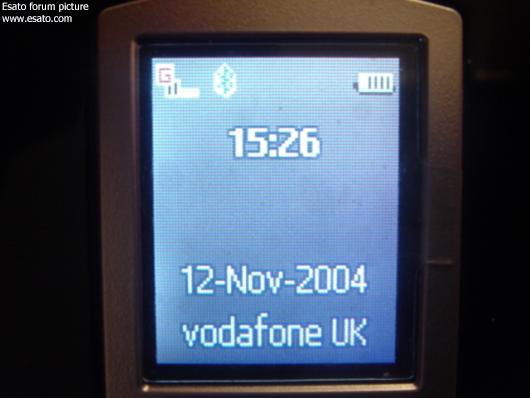 Esato forum picture
www.esato.com
G
15:26
12-Nov-2004
vodafone UK